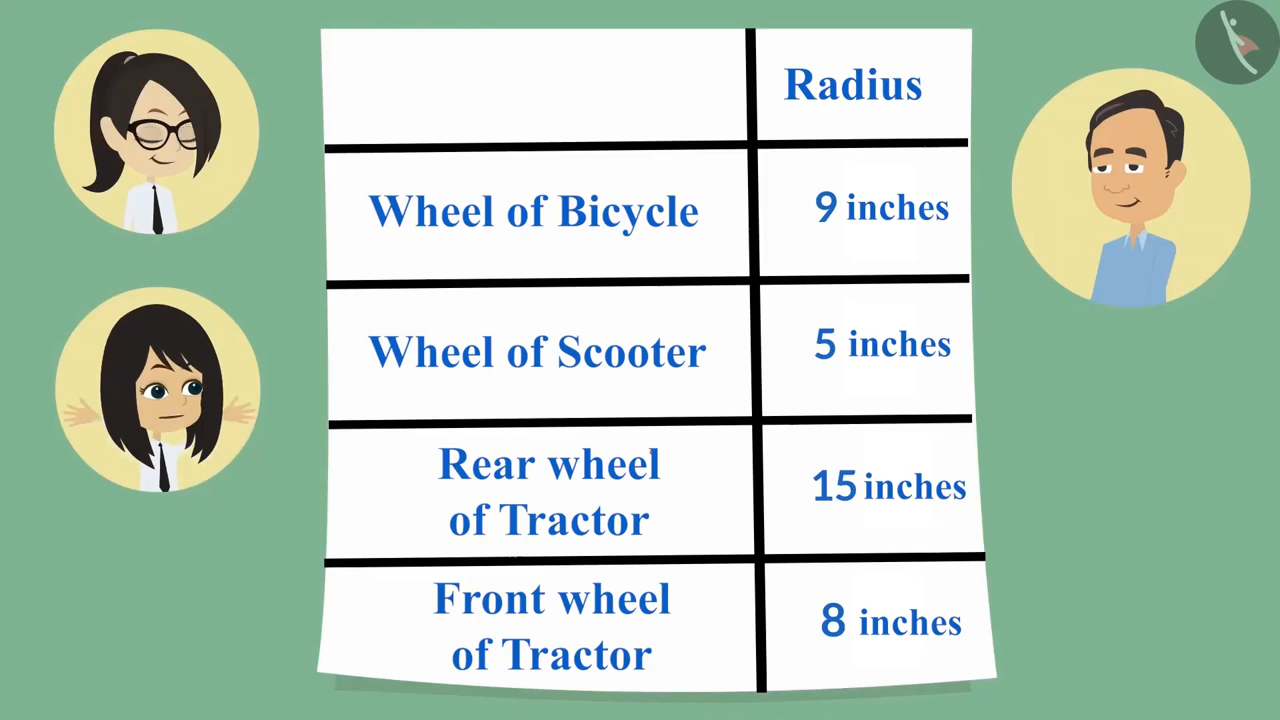 Radius
Wheel of Bicycle 9 inches
Wheel of Scooter 5 inches
Rear wheel
of Tractor 15 inches
Front wheel
of Tractor 8 inches